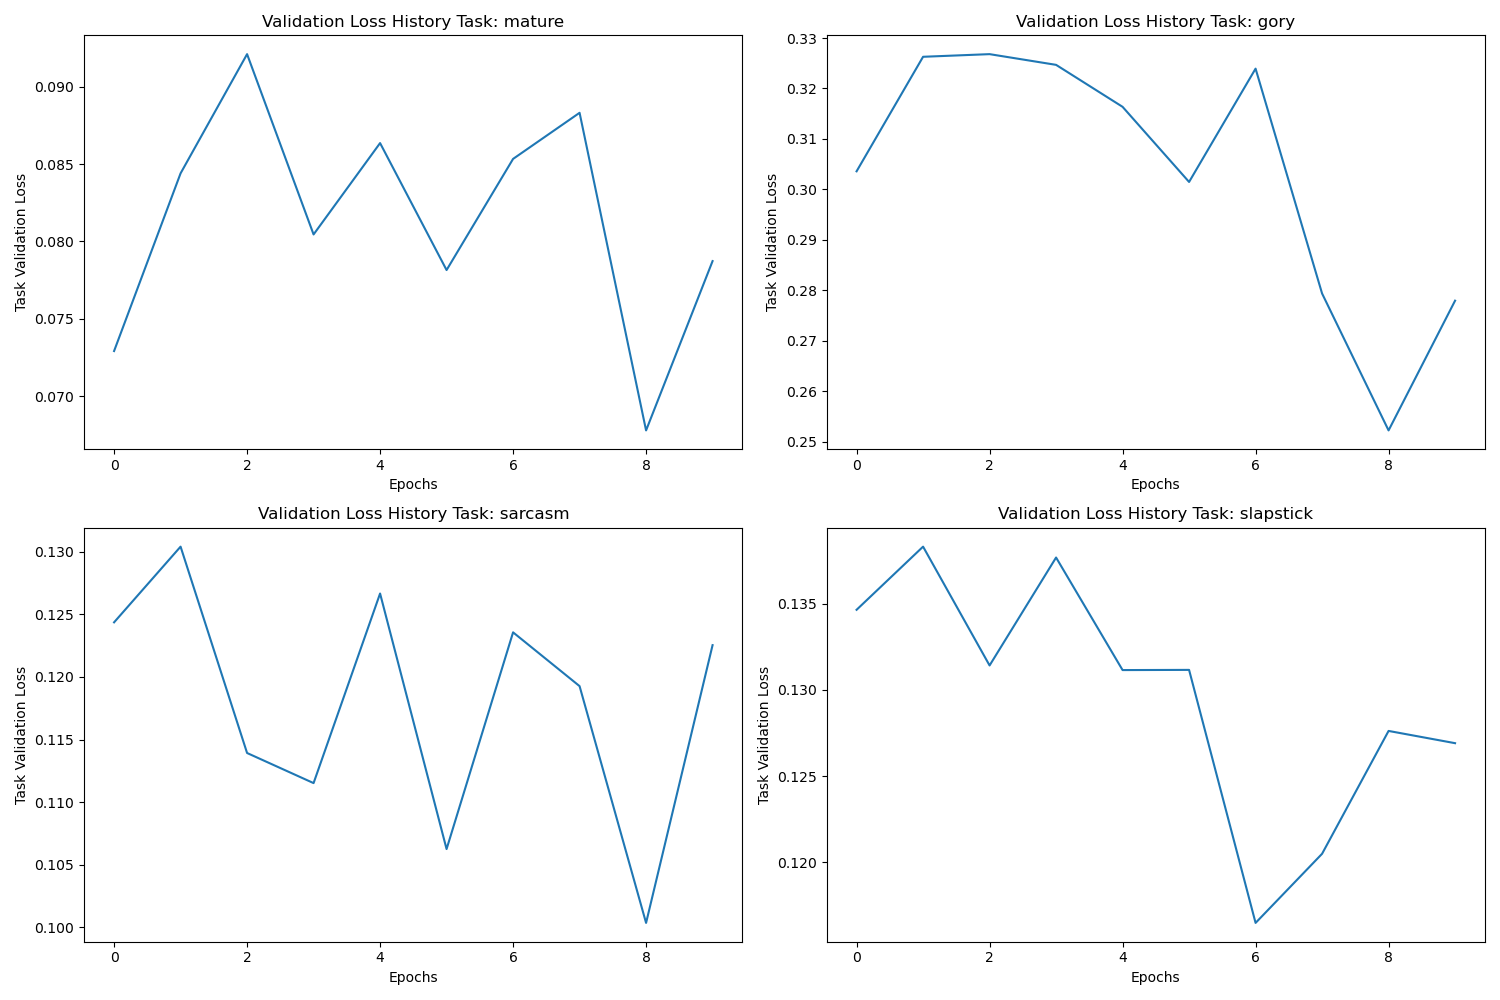 Validation Loss History Task: mature
Task Validation Loss
0.090
0.085
0.080
0.075
0.070
0 2 4 6 8
Epochs
Validation Loss History Task: gory
Task Validation Loss
0.33
0.32
0.31
0.30
0.29
0.28
0.27
0.26
0.25
0 2 4 6 8
Epochs
Validation Loss History Task: sarcasm
Task Validation Loss
0.130
0.125
0.120
0.115
0.110
0.105
0.100
0 2 4 6 8
Epochs
Validation Loss History Task: slapstick
Task Validation Loss
0.135
0.130
0.125
0.120
0 2 4 6 8
Epochs